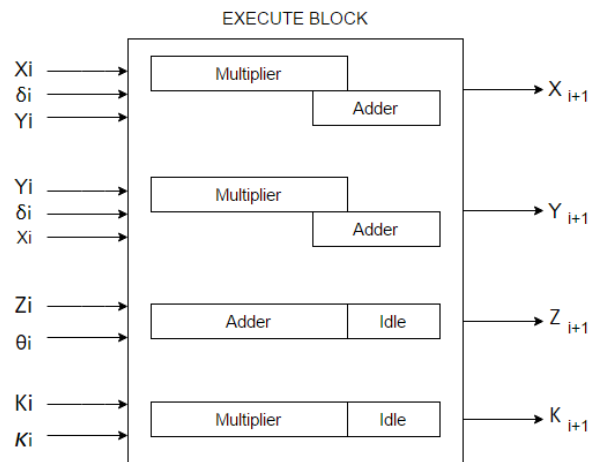 EXECUTE BLOCK
Xi
δi
Yi
Multiplier
Adder
X i+1
Yi
δi
Xi
Multiplier
Adder
Y i+1
Zi
θi
Adder
Idle
Z i+1
Ki
κi
Multiplier
Idle
K i+1